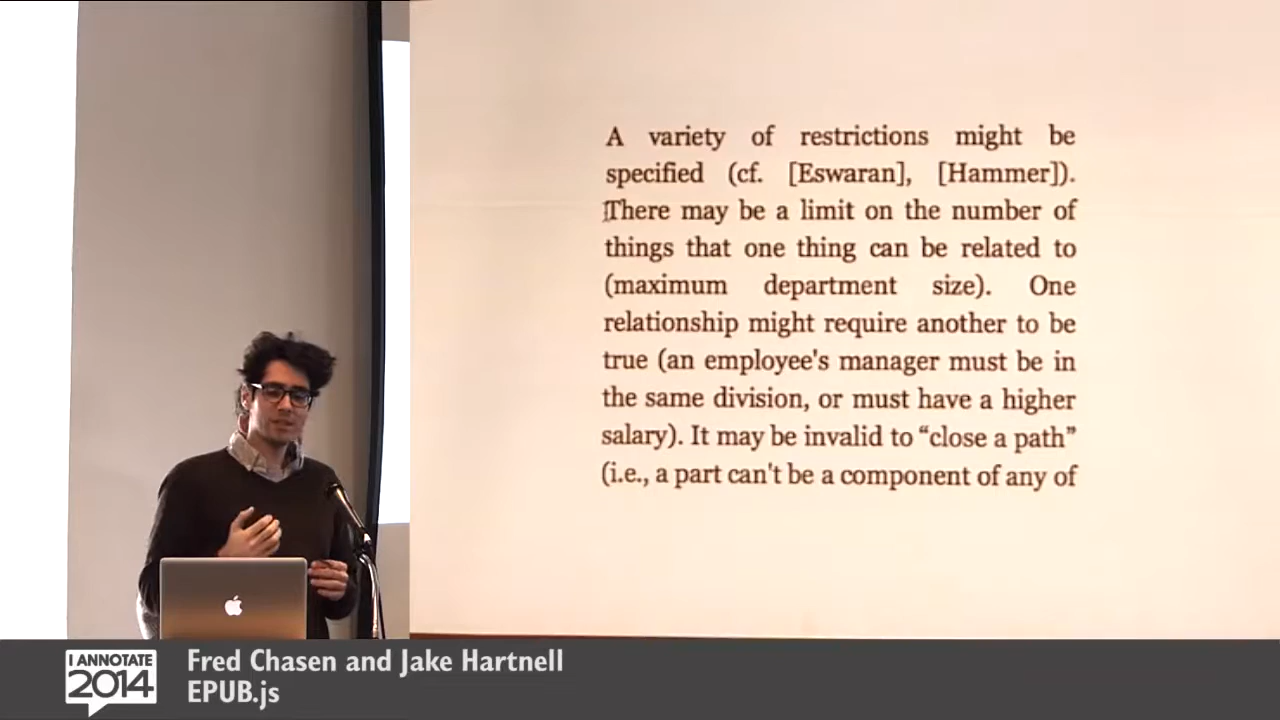 A variety of restrictions might be
specified (cf. [Eswaran], [Hammer]).
There may be a limit on the number of
things that one thing can be related to
(maximum department size). One
relationship might require another to be
true (an employee's manager must be in
the same division, or must have a higher
salary). It may be invalid to “close a path”
(i.e., a part can't be a component of any of
I ANNOTATE
2014
Fred Chasen and Jake Hartnell
EPUB.js